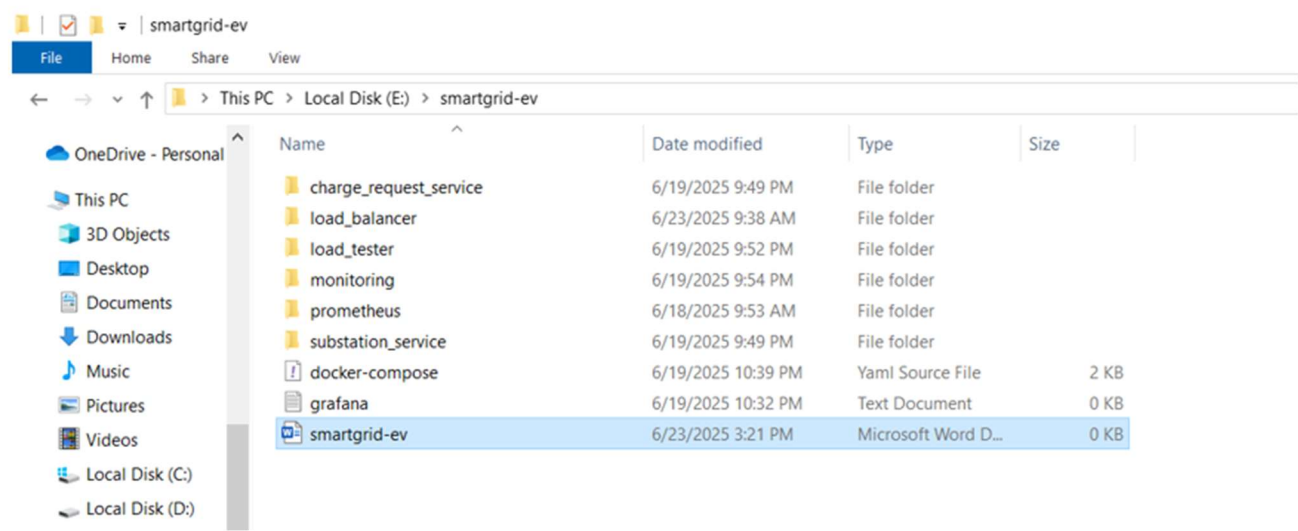 smartgrid-ev
File Home Share View
This PC > Local Disk (E:) > smartgrid-ev
OneDrive - Personal
This PC
3D Objects
Desktop
Documents
Downloads
Music
Pictures
Videos
Local Disk (C:)
Local Disk (D:)
Name Date modified Type Size
charge_request_service 6/19/2025 9:49 PM File folder
load_balancer 6/23/2025 9:38 AM File folder
load_tester 6/19/2025 9:52 PM File folder
monitoring 6/19/2025 9:54 PM File folder
prometheus 6/18/2025 9:53 AM File folder
substation_service 6/19/2025 9:49 PM File folder
docker-compose 6/19/2025 10:39 PM Yaml Source File 2 KB
grafana 6/19/2025 10:32 PM Text Document 0 KB
smartgrid-ev 6/23/2025 3:21 PM Microsoft Word D... 0 KB